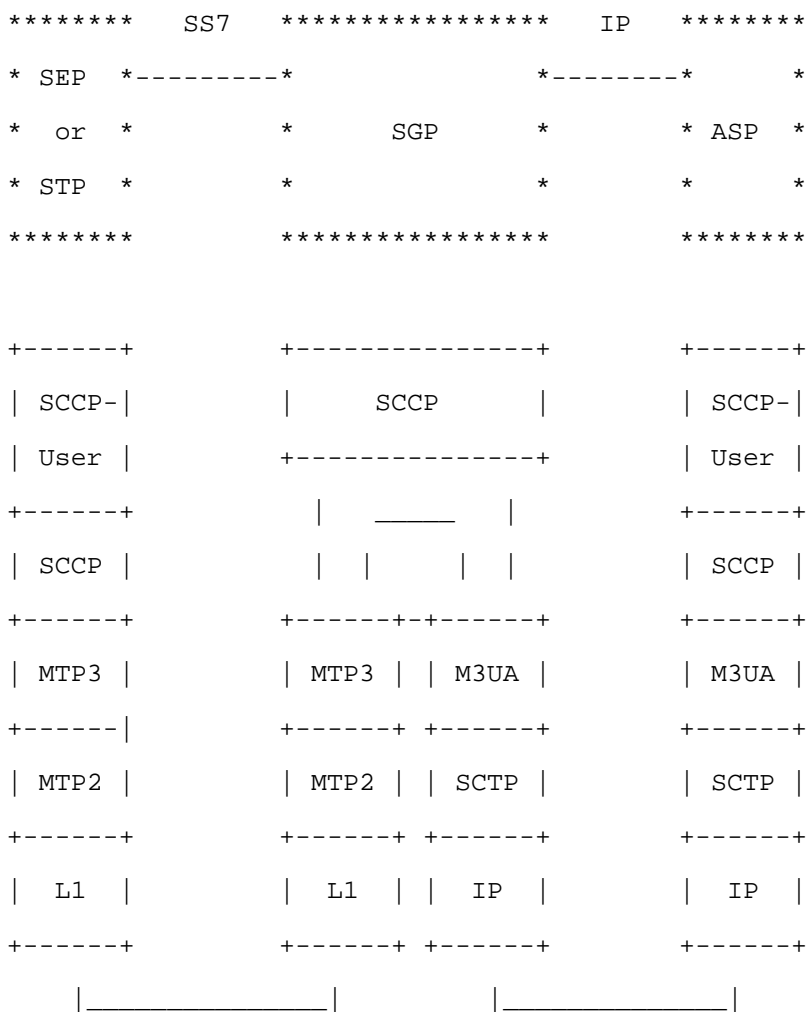 ********   SS7   *****************   IP   ********
* SEP  *---------*               *--------*      *
*  or  *         *      SGP      *        * ASP  *
* STP  *         *               *        *      *
********         *****************        ********
+------+         +---------------+        +------+
| SCCP-|         |     SCCP      |        | SCCP-|
| User |         +---------------+        | User |
+------+           |   _____   |          +------+
| SCCP |           |  |     |  |          | SCCP |
+------+         +------+-+------+        +------+
| MTP3 |         | MTP3 | | M3UA |        | M3UA |
+------|         +------+ +------+        +------+
| MTP2 |         | MTP2 | | SCTP |        | SCTP |
+------+         +------+ +------+        +------+
|  L1  |         |  L1  | |  IP  |        |  IP  |
+------+         +------+ +------+        +------+
    |_______________|         |______________|